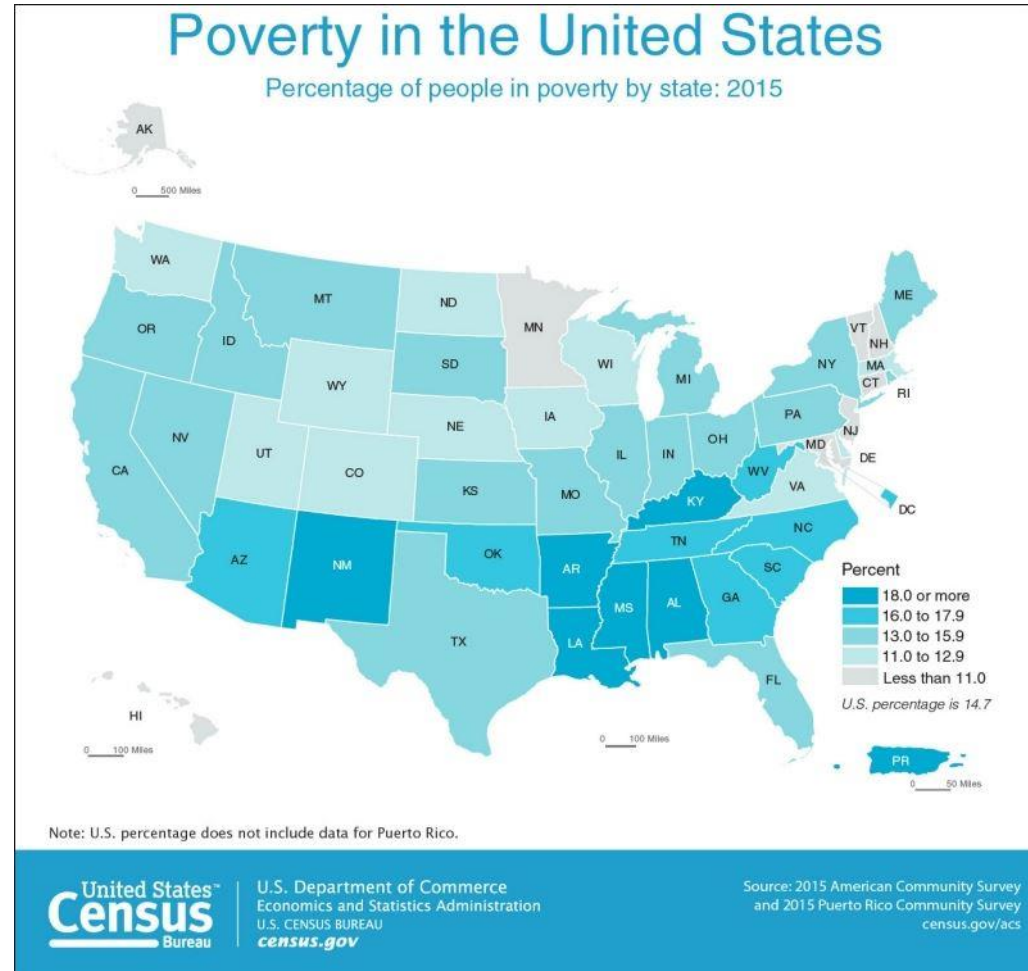 Poverty in the United States
Percentage of people in poverty by state: 2015
AK
0 500 Miles
WA
MT
ND
MN
ME
OR
ID
SD
WI
MI
NY
VT
NH
MA
CT
RI
WY
IA
NE
PA
NJ
NV
UT
CO
IL
IN
OH
MD
DE
CA
KS
MO
WV
VA
KY
DC
AZ
NM
OK
AR
TN
NC
SC
MS
AL
GA
TX
LA
FL
Percent
18.0 or more
16.0 to 17.9
13.0 to 15.9
11.0 to 12.9
Less than 11.0
U.S. percentage is 14.7
HI
0 100 Miles
0 100 Miles
PR
0 50 Miles
Note: U.S. percentage does not include data for Puerto Rico.
United States™
Census
Bureau
U.S. Department of Commerce
Economics and Statistics Administration
U.S. CENSUS BUREAU
census.gov
Source: 2015 American Community Survey
and 2015 Puerto Rico Community Survey
census.gov/acs